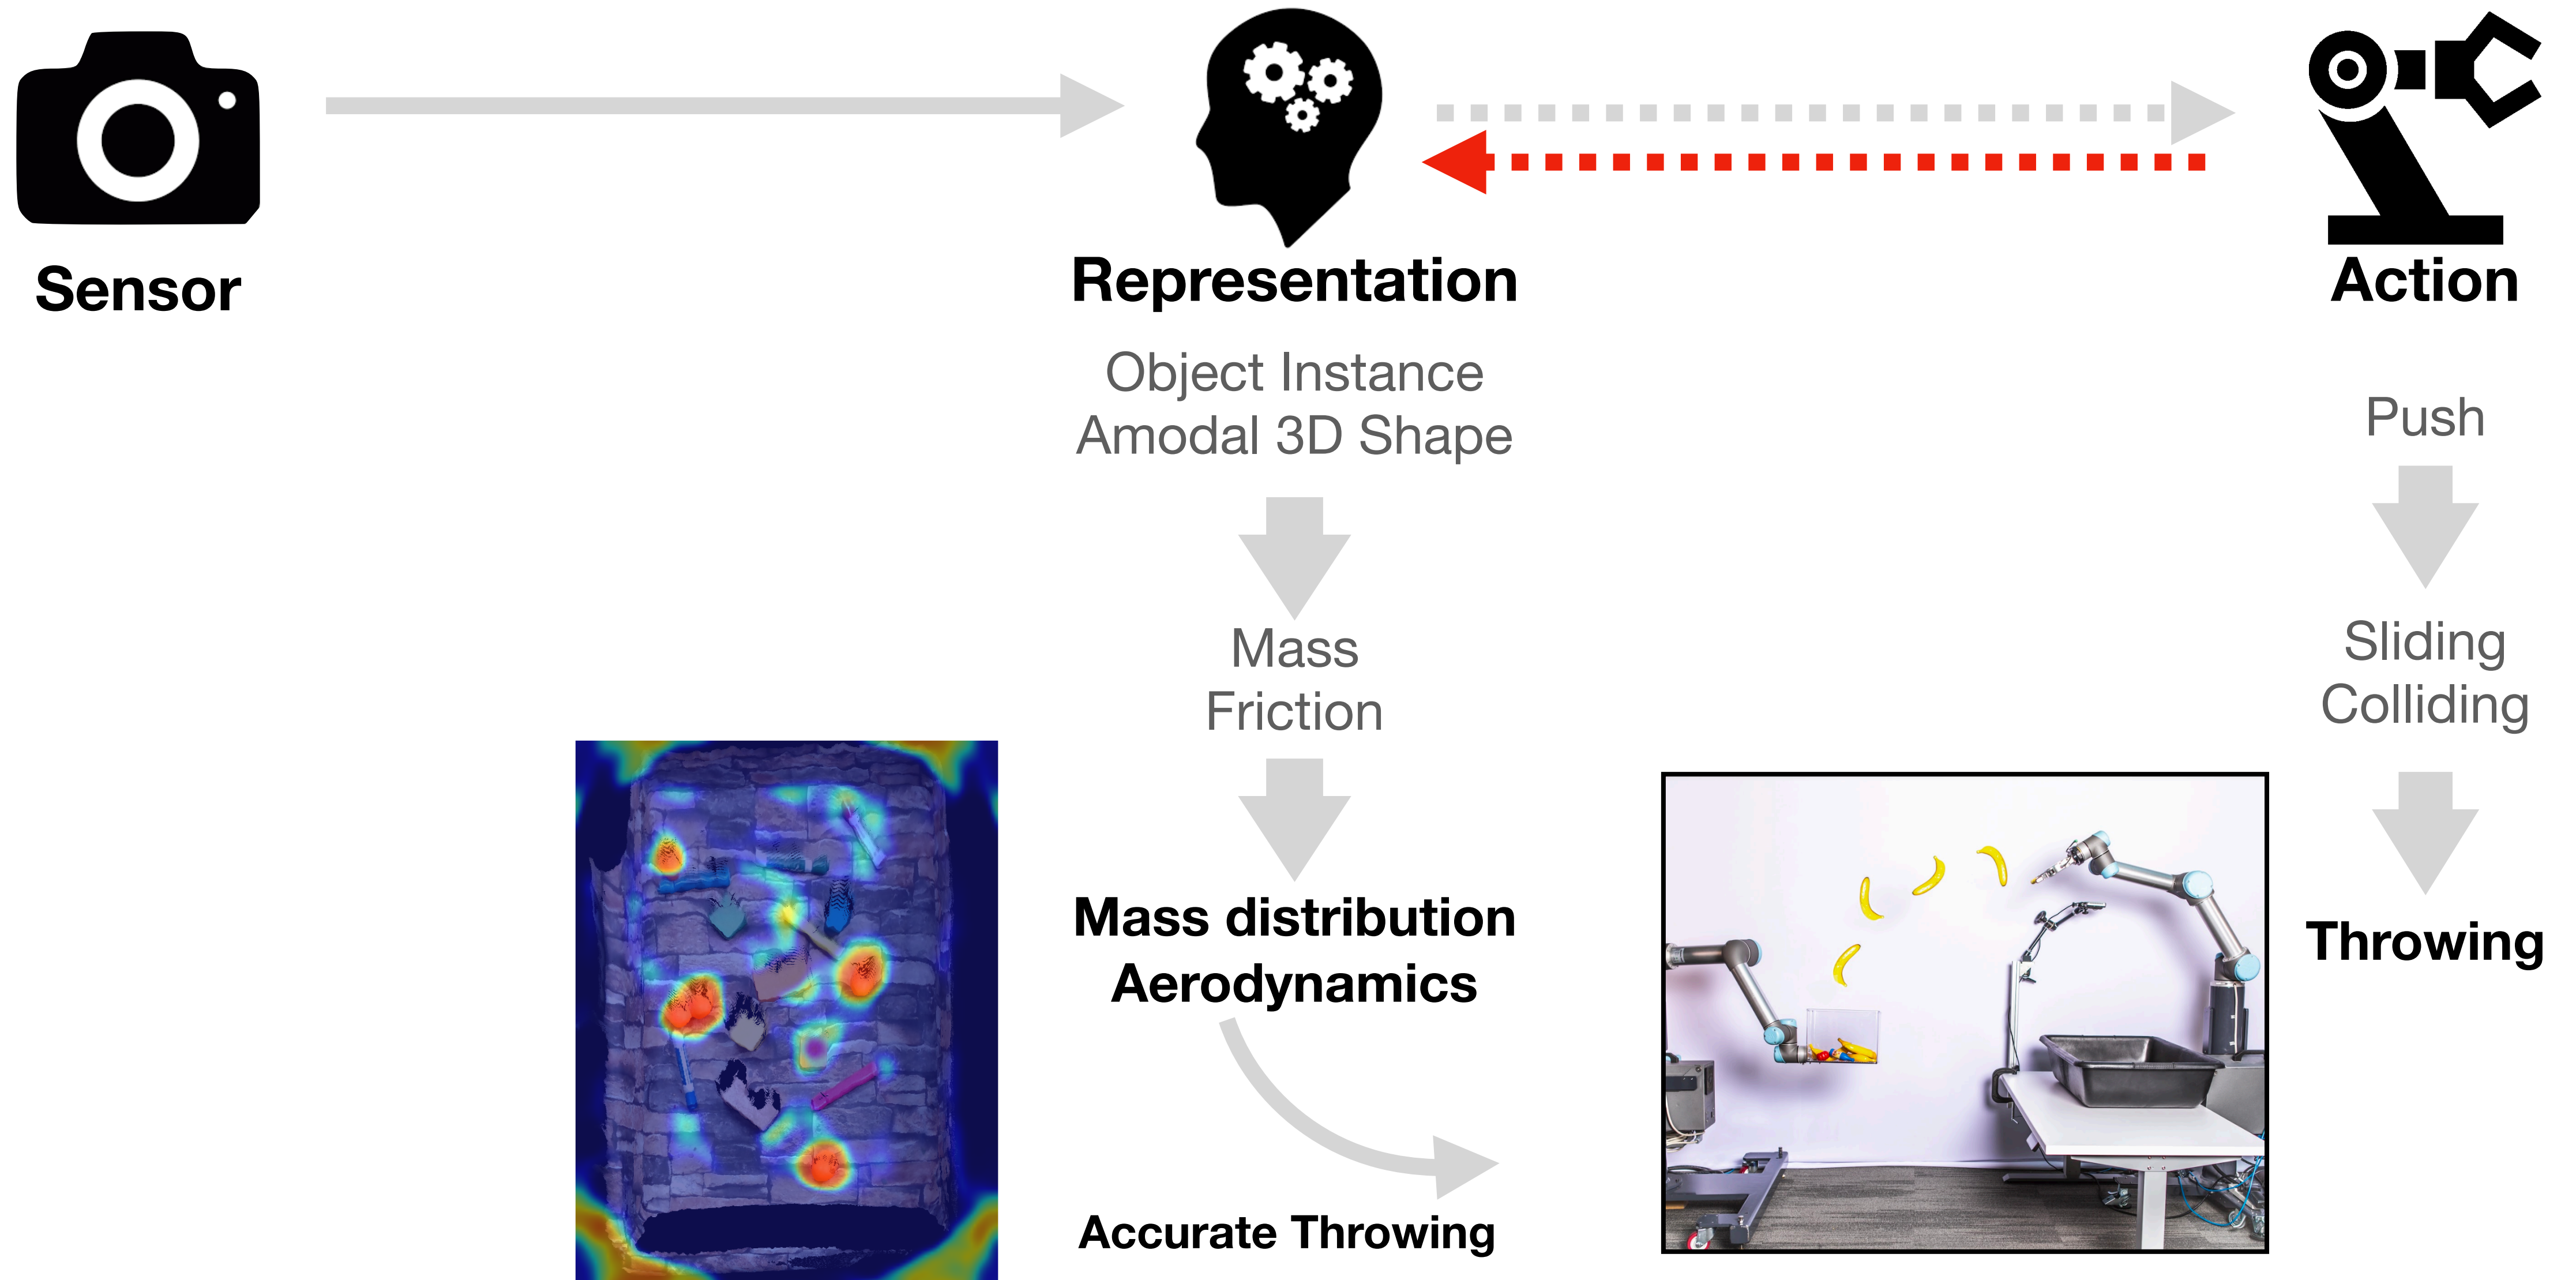 Sensor
Representation
Action
Object Instance
Amodal 3D Shape
Push
Mass
Friction
Sliding
Colliding
Mass distribution
Aerodynamics
Throwing
Accurate Throwing